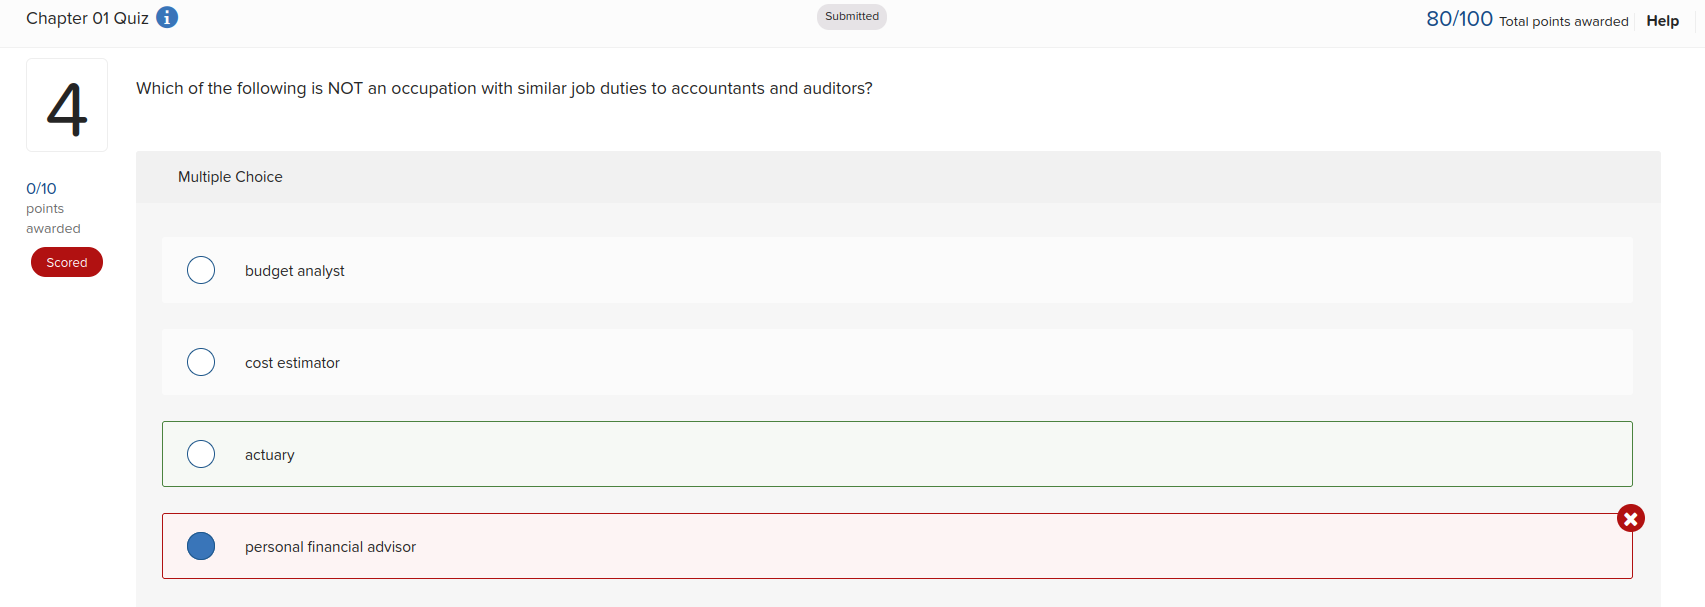 Chapter 01 Quiz i
Submitted
80/100 Total points awarded Help
4
Which of the following is NOT an occupation with similar job duties to accountants and auditors?
0/10
points
awarded
Scored
Multiple Choice
budget analyst
cost estimator
actuary
personal financial advisor